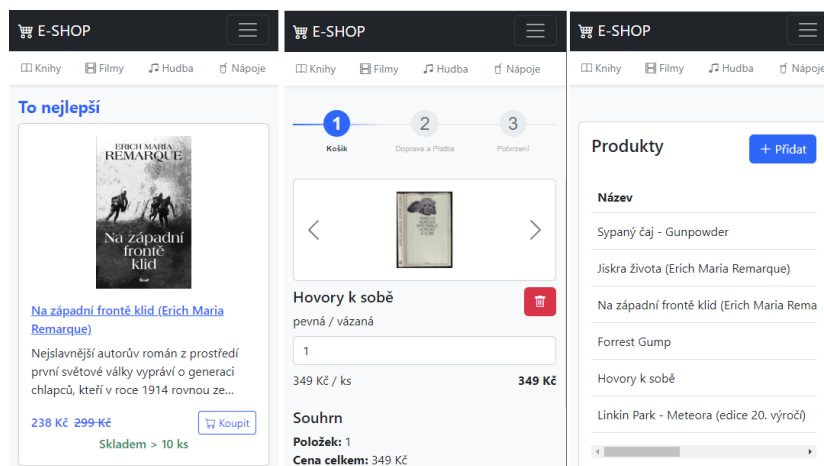 E-SHOP
Knihy Filmy Hudba Nápoje
To nejlepší
ERICH MARIA
REMARQUE
Na západní
frontě
klid
Na západní frontě klid (Erich Maria
Remarque)
Nejslavnější autorův román z prostředí
první světové války vypráví o generaci
chlapců, kteří v roce 1914 rovnou ze...
238 Kč 299 Kč Koupit
Skladem > 10 ks
E-SHOP
Knihy Filmy Hudba Nápoje
1 2 3
Košík Doprava a Platba Potvrzení
Hovory k sobě
pevná / vázaná
1
349 Kč / ks 349 Kč
Souhrn
Položek: 1
Cena celkem: 349 Kč
E-SHOP
Knihy Filmy Hudba Nápoje
Produkty + Přidat
Název
Sypaný čaj - Gunpowder
Jiskra života (Erich Maria Remarque)
Na západní frontě klid (Erich Maria Rema
Forrest Gump
Hovory k sobě
Linkin Park - Meteora (edice 20. výročí)